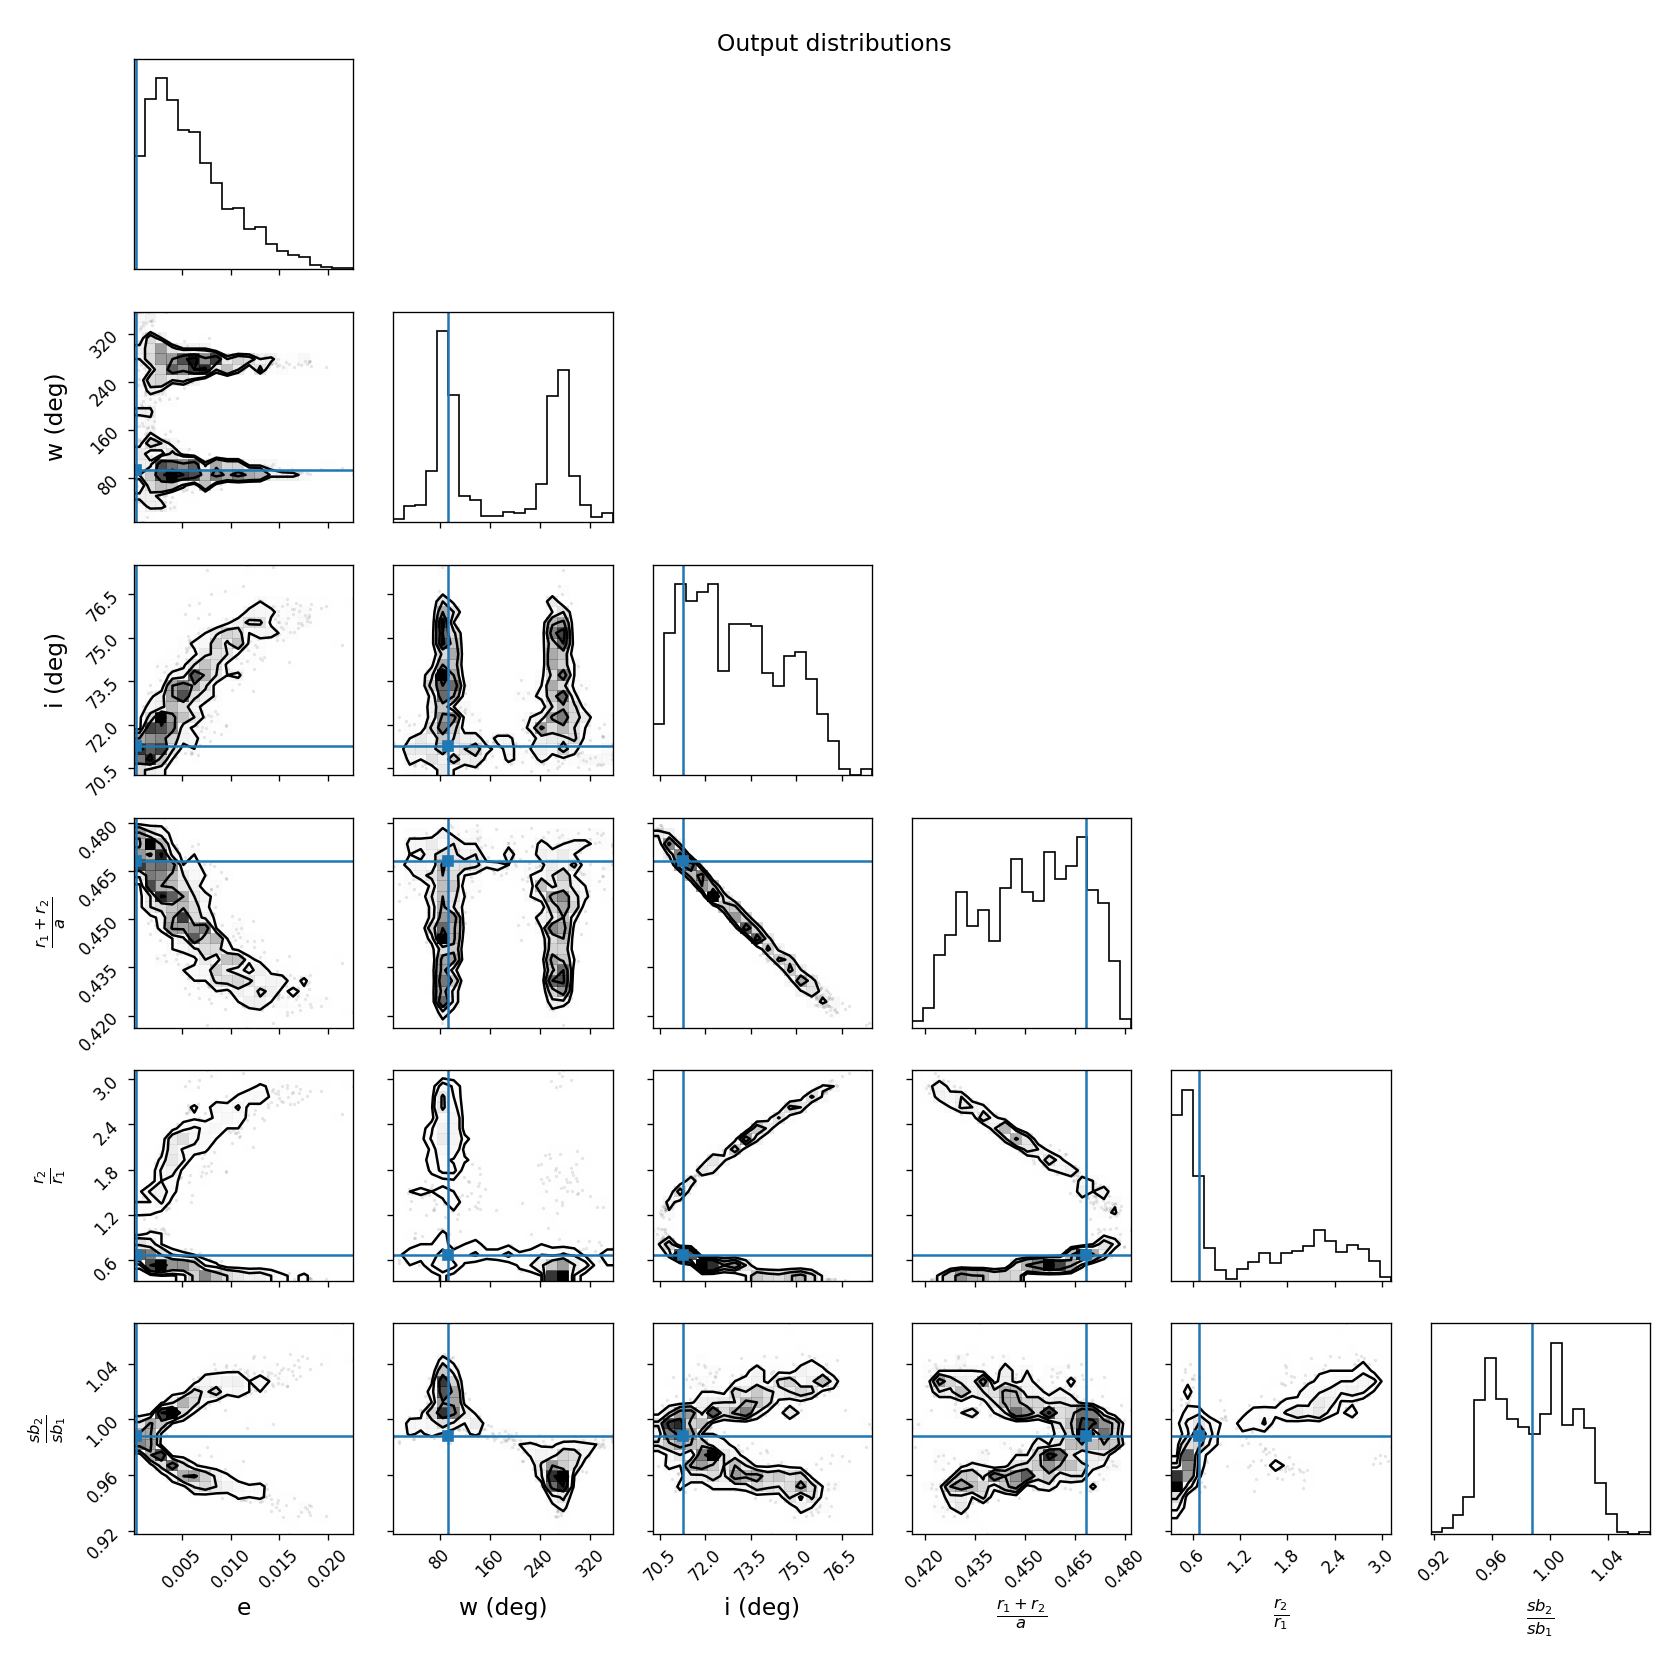 Output distributions
w (deg)
320
240
160
80
i (deg)
76.5
75.0
73.5
72.0
70.5
r₁ + r₂
a
0.480
0.465
0.450
0.435
0.420
r₂
r₁
3.0
2.4
1.8
1.2
0.6
sb₂
sb₁
1.04
1.00
0.96
0.92
0.005 0.010 0.015 0.020
80 160 240 320
70.5 72.0 73.5 75.0 76.5
0.420 0.435 0.450 0.465 0.480
0.6 1.2 1.8 2.4 3.0
0.92 0.96 1.00 1.04
e
w (deg)
i (deg)
r₁ + r₂
a
r₂
r₁
sb₂
sb₁